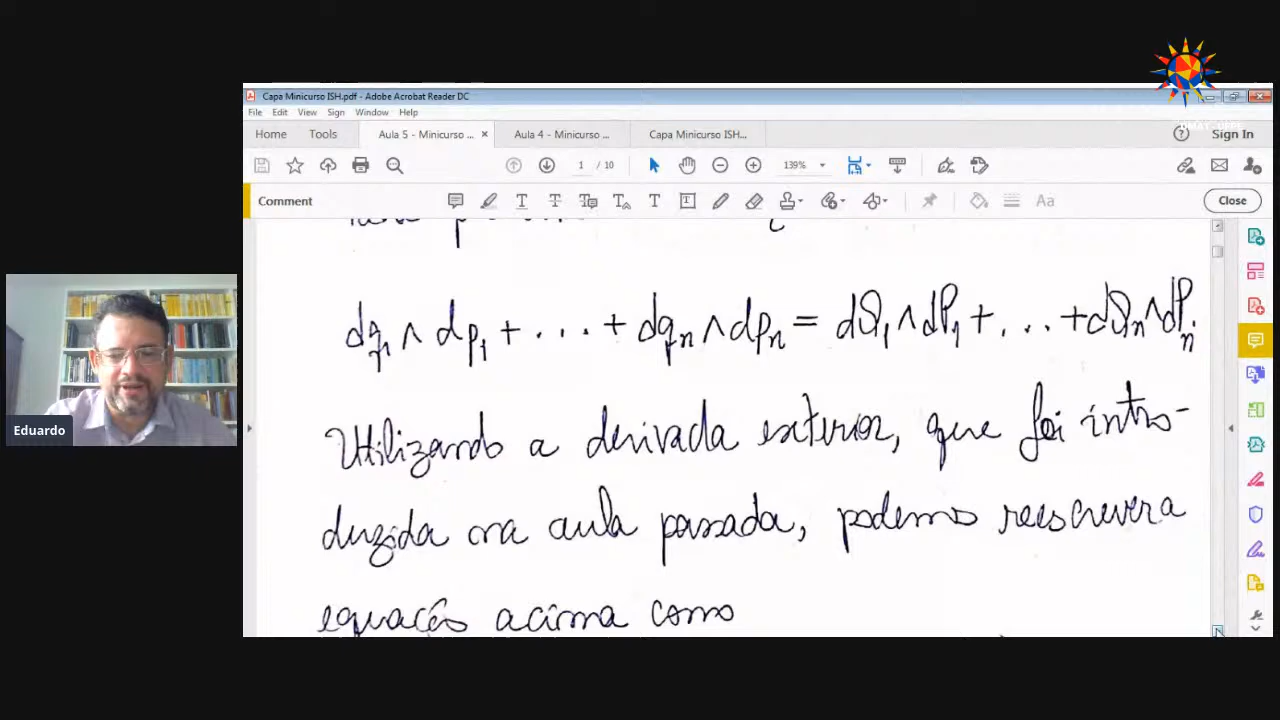 Capa Minicurso ISH.pdf - Adobe Acrobat Reader DC
File Edit View Sign Window Help
Home Tools Aula 5 - Minicurso ... × Aula 4 - Minicurso ... Capa Minicurso ISH... Sign In
1 / 10 139%
Comment Aa Close
dq₁ ∧ dp₁ + ... + dqₙ ∧ dpₙ = dQ₁ ∧ dP₁ + ... + dQₙ ∧ dPₙ
Utilizando a derivada exterior, que foi intro-
duzida na aula passada, podemos reescrever a
equação acima como
Eduardo